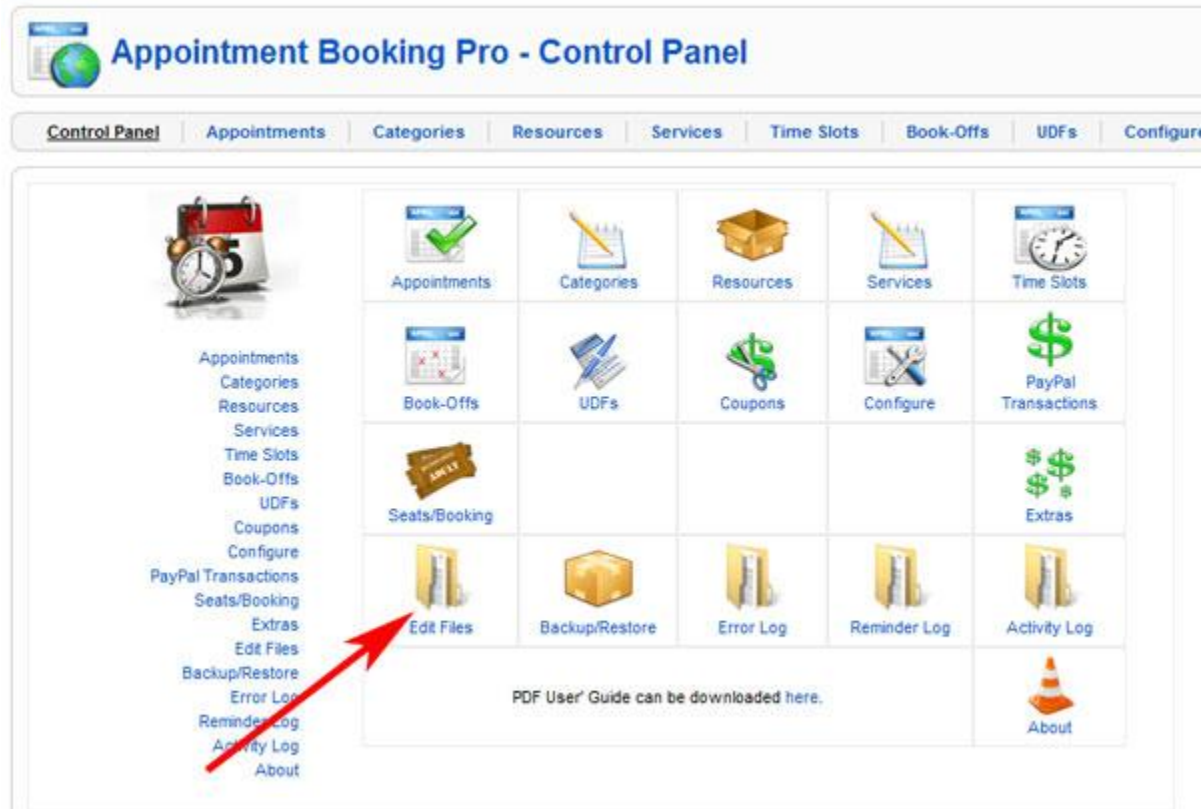 Appointment Booking Pro - Control Panel
Control Panel Appointments Categories Resources Services Time Slots Book-Offs UDFs Configure
Appointments
Categories
Resources
Services
Time Slots
Book-Offs
UDFs
Coupons
Configure
PayPal Transactions
Seats/Booking
Extras
Edit Files
Backup/Restore
Error Log
Reminder Log
Activity Log
About
Appointments Categories Resources Services Time Slots
Book-Offs UDFs Coupons Configure PayPal
Transactions
Seats/Booking Extras
Edit Files Backup/Restore Error Log Reminder Log Activity Log
PDF User' Guide can be downloaded here.
About